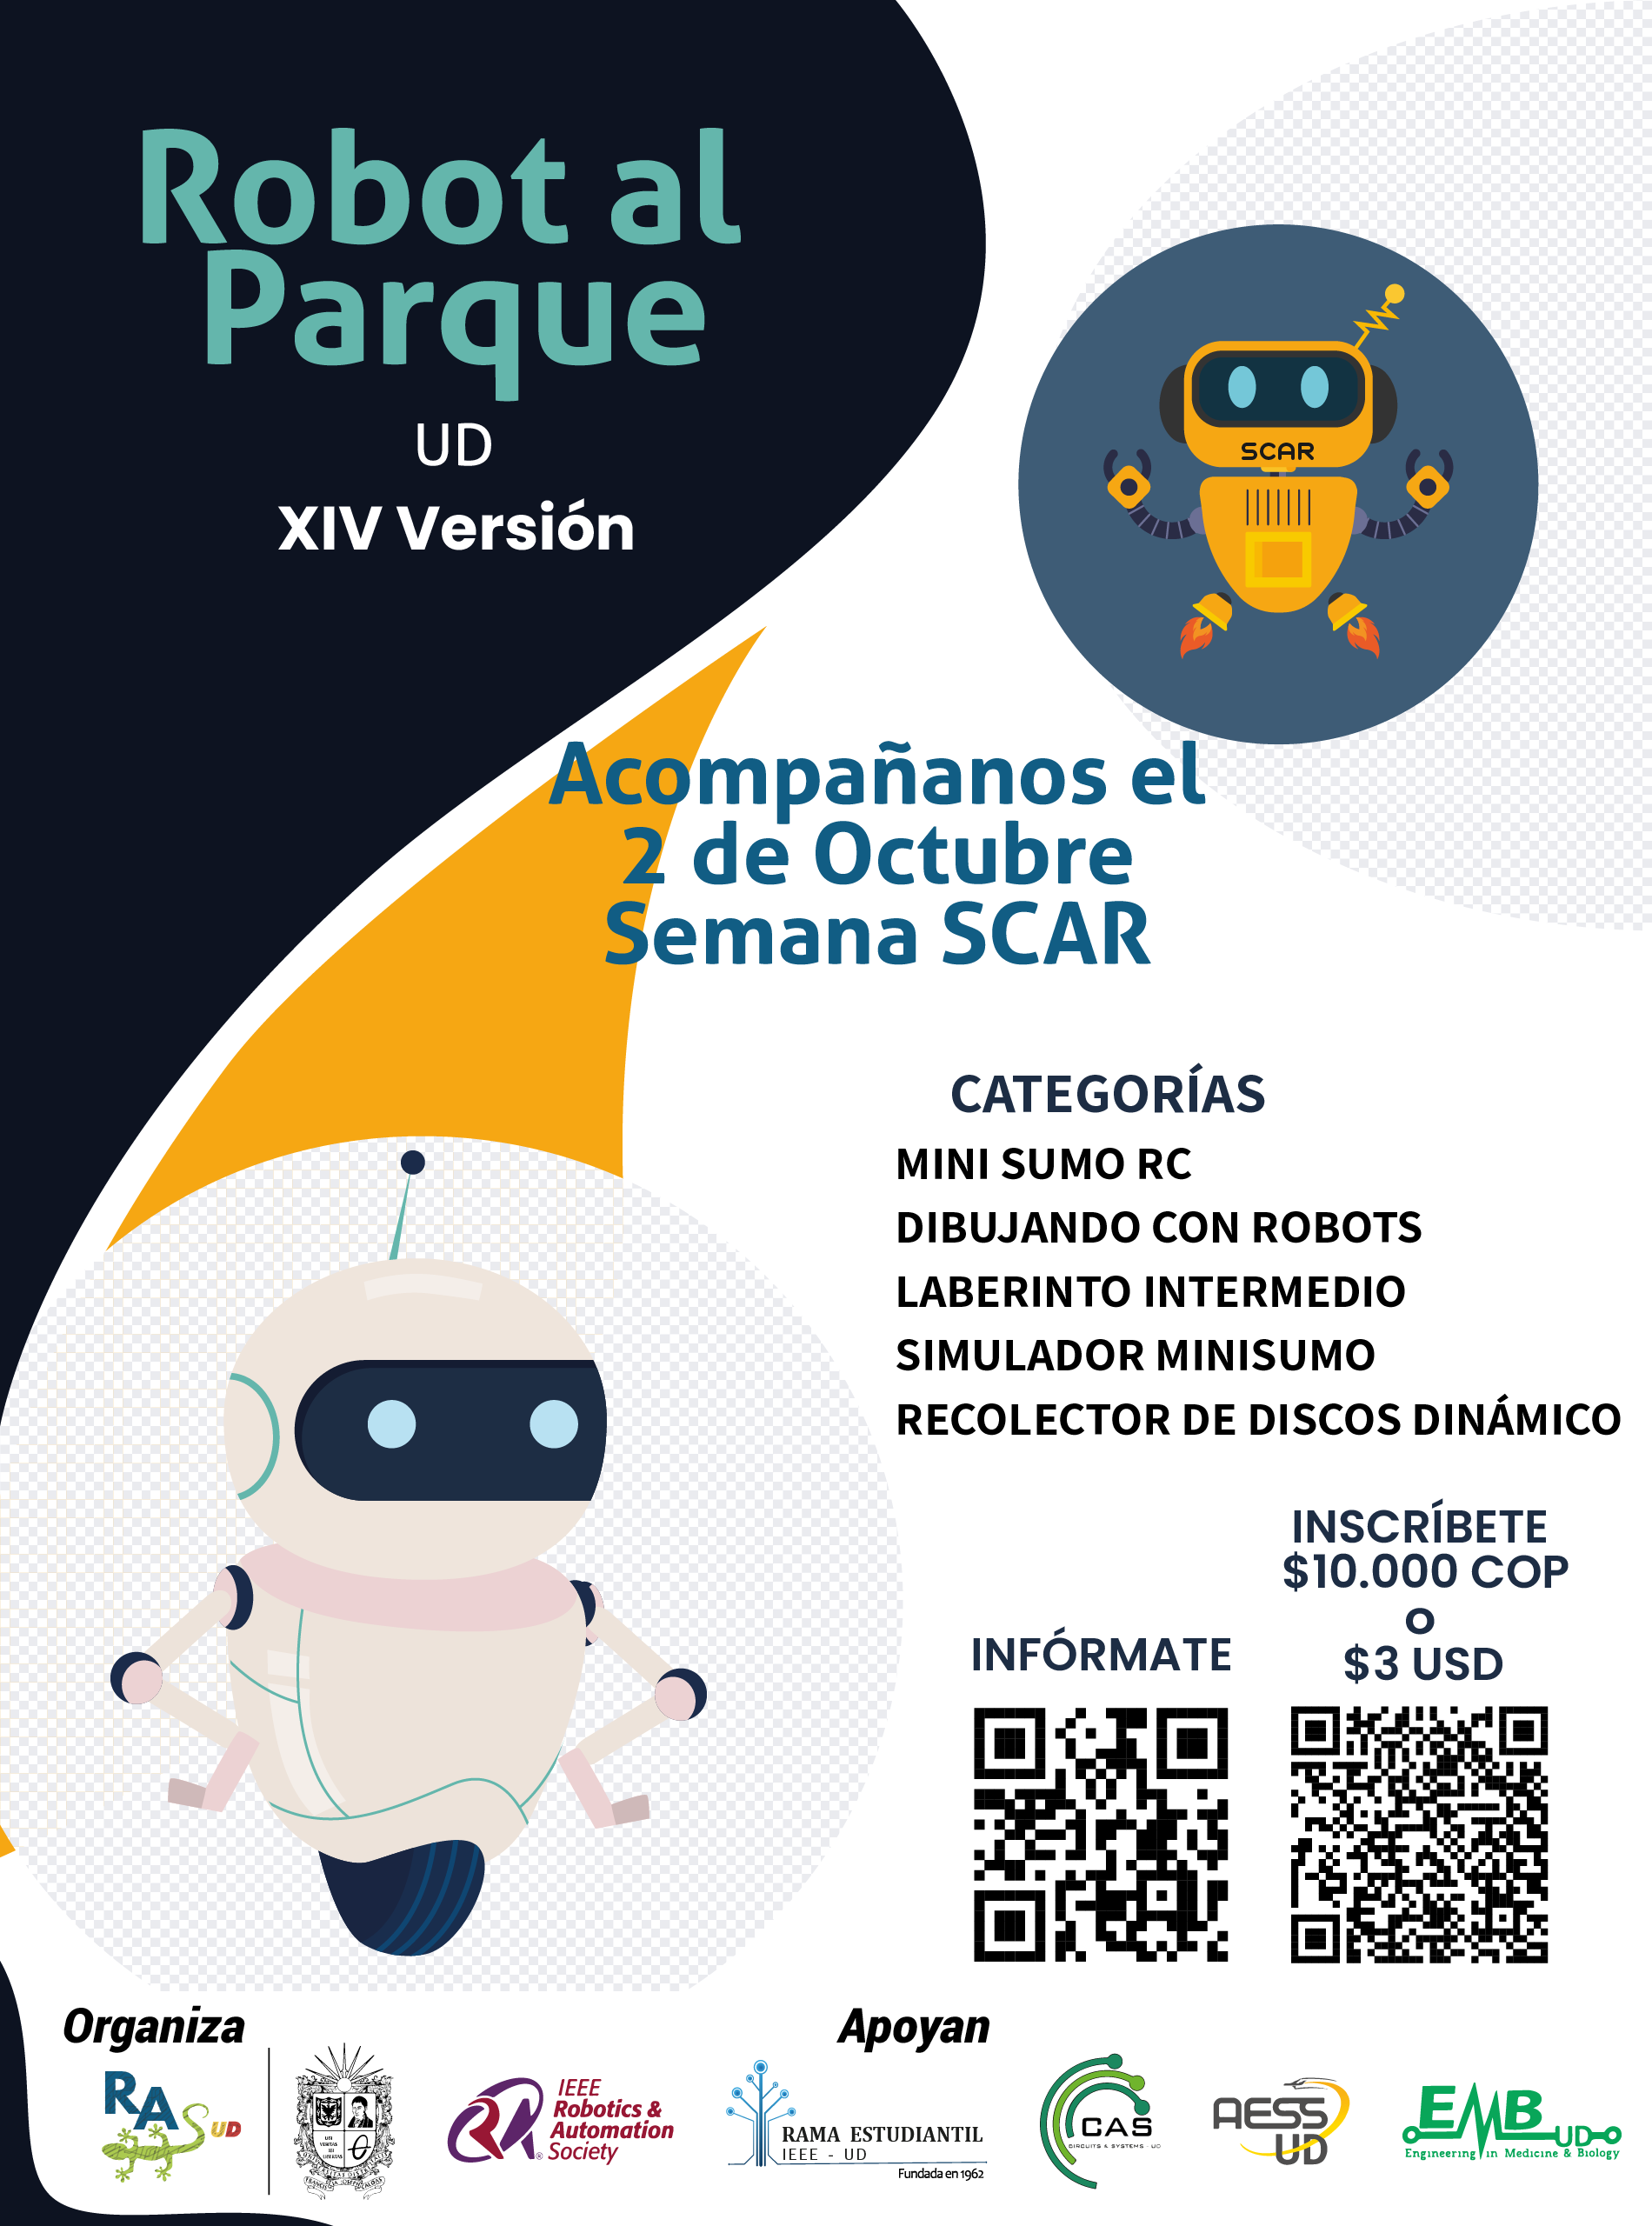 Robot al
Parque
UD
XIV Versión
SCAR
Acompañanos el
2 de Octubre
Semana SCAR
CATEGORÍAS
MINI SUMO RC
DIBUJANDO CON ROBOTS
LABERINTO INTERMEDIO
SIMULADOR MINISUMO
RECOLECTOR DE DISCOS DINÁMICO
INFÓRMATE
INSCRÍBETE
$10.000 COP
o
$3 USD
Organiza
RAS UD
IEEE
Robotics &
Automation
Society
Apoyan
RAMA ESTUDIANTIL
IEEE - UD
Fundada en 1962
CAS
CIRCUITS & SYSTEMS - UD
AESS
UD
EMB UD
Engineering in Medicine & Biology